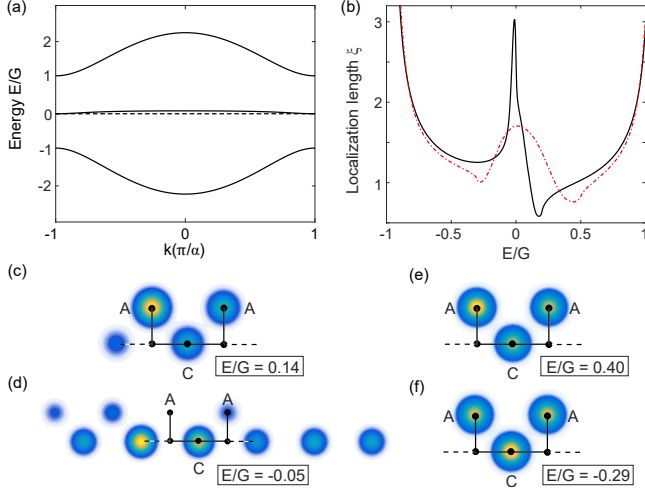 (a)
Energy E/G
2
1
0
-1
-2
-1
0
1
k(π/α)
(b)
Localization length ξ
3
2
1
-1
-0.5
0
0.5
1
E/G
(c)
A
A
C
E/G = 0.14
(d)
A
A
C
E/G = -0.05
(e)
A
A
C
E/G = 0.40
(f)
A
A
C
E/G = -0.29